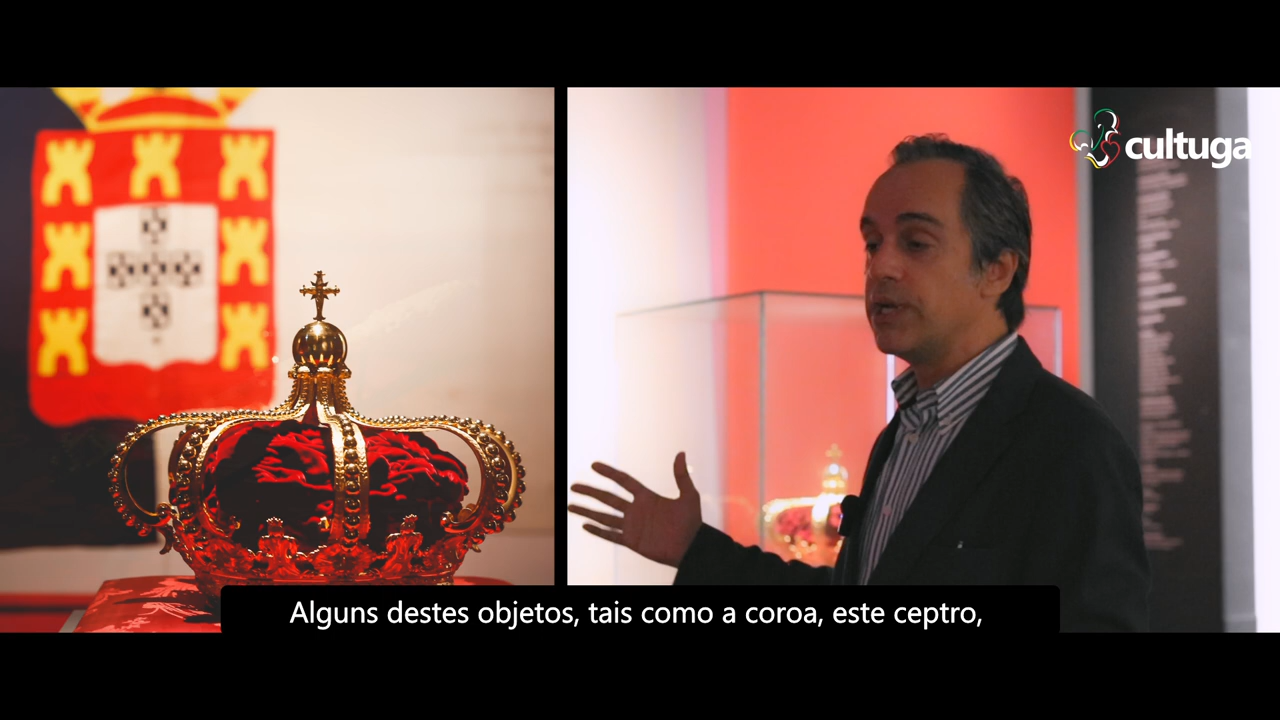 cultuga
Alguns destes objetos, tais como a coroa, este ceptro,